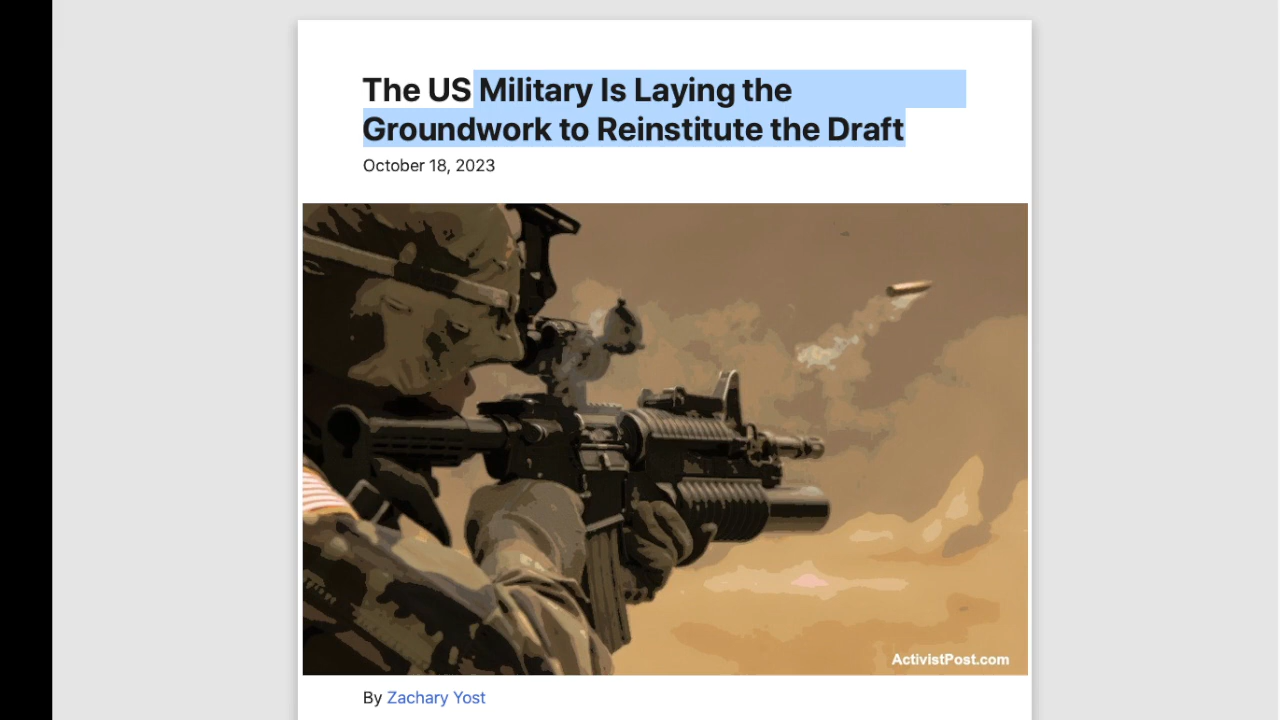 The US Military Is Laying the
Groundwork to Reinstitute the Draft
October 18, 2023
ActivistPost.com
By Zachary Yost